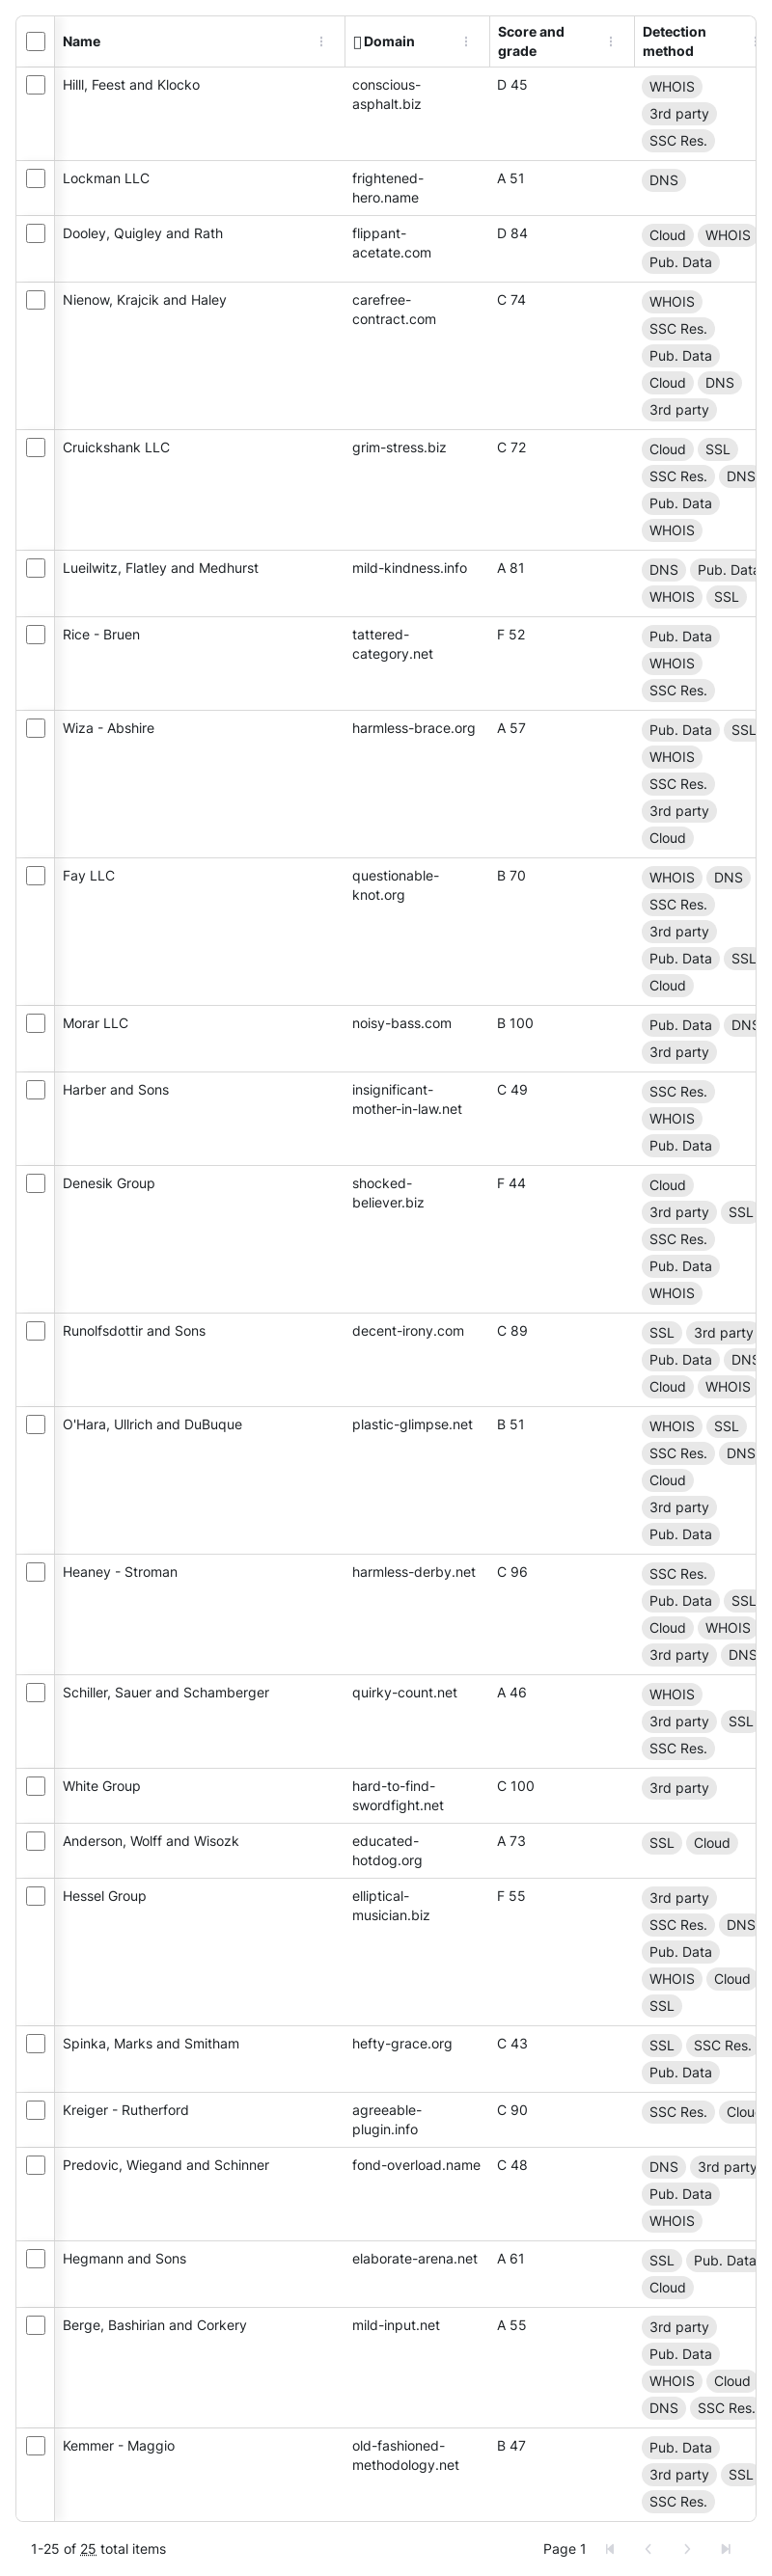 Name Domain Score and grade Detection method
Hilll, Feest and Klocko conscious-asphalt.biz D 45 WHOIS 3rd party SSC Res.
Lockman LLC frightened-hero.name A 51 DNS
Dooley, Quigley and Rath flippant-acetate.com D 84 Cloud WHOIS Pub. Data
Nienow, Krajcik and Haley carefree-contract.com C 74 WHOIS SSC Res. Pub. Data Cloud DNS 3rd party
Cruickshank LLC grim-stress.biz C 72 Cloud SSL SSC Res. DNS Pub. Data WHOIS
Lueilwitz, Flatley and Medhurst mild-kindness.info A 81 DNS Pub. Data WHOIS SSL
Rice - Bruen tattered-category.net F 52 Pub. Data WHOIS SSC Res.
Wiza - Abshire harmless-brace.org A 57 Pub. Data SSL WHOIS SSC Res. 3rd party Cloud
Fay LLC questionable-knot.org B 70 WHOIS DNS SSC Res. 3rd party Pub. Data SSL Cloud
Morar LLC noisy-bass.com B 100 Pub. Data DNS 3rd party
Harber and Sons insignificant-mother-in-law.net C 49 SSC Res. WHOIS Pub. Data
Denesik Group shocked-believer.biz F 44 Cloud 3rd party SSL SSC Res. Pub. Data WHOIS
Runolfsdottir and Sons decent-irony.com C 89 SSL 3rd party Pub. Data DNS Cloud WHOIS
O'Hara, Ullrich and DuBuque plastic-glimpse.net B 51 WHOIS SSL SSC Res. DNS Cloud 3rd party Pub. Data
Heaney - Stroman harmless-derby.net C 96 SSC Res. Pub. Data SSL Cloud WHOIS 3rd party DNS
Schiller, Sauer and Schamberger quirky-count.net A 46 WHOIS 3rd party SSL SSC Res.
White Group hard-to-find-swordfight.net C 100 3rd party
Anderson, Wolff and Wisozk educated-hotdog.org A 73 SSL Cloud
Hessel Group elliptical-musician.biz F 55 3rd party SSC Res. DNS Pub. Data WHOIS Cloud SSL
Spinka, Marks and Smitham hefty-grace.org C 43 SSL SSC Res. Pub. Data
Kreiger - Rutherford agreeable-plugin.info C 90 SSC Res. Cloud
Predovic, Wiegand and Schinner fond-overload.name C 48 DNS 3rd party Pub. Data WHOIS
Hegmann and Sons elaborate-arena.net A 61 SSL Pub. Data Cloud
Berge, Bashirian and Corkery mild-input.net A 55 3rd party Pub. Data WHOIS Cloud DNS SSC Res.
Kemmer - Maggio old-fashioned-methodology.net B 47 Pub. Data 3rd party SSL SSC Res.
1-25 of 25 total items Page 1